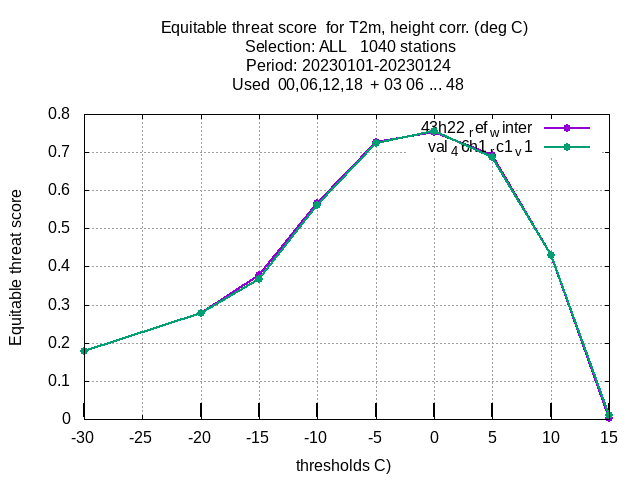 Equitable threat score for T2m, height corr. (deg C)
Selection: ALL 1040 stations
Period: 20230101-20230124
Used 00,06,12,18 + 03 06 ... 48
43h22 ref winter
val 46h1 rc1 v1
Equitable threat score
0.8
0.7
0.6
0.5
0.4
0.3
0.2
0.1
0
-30 -25 -20 -15 -10 -5 0 5 10 15
thresholds C)